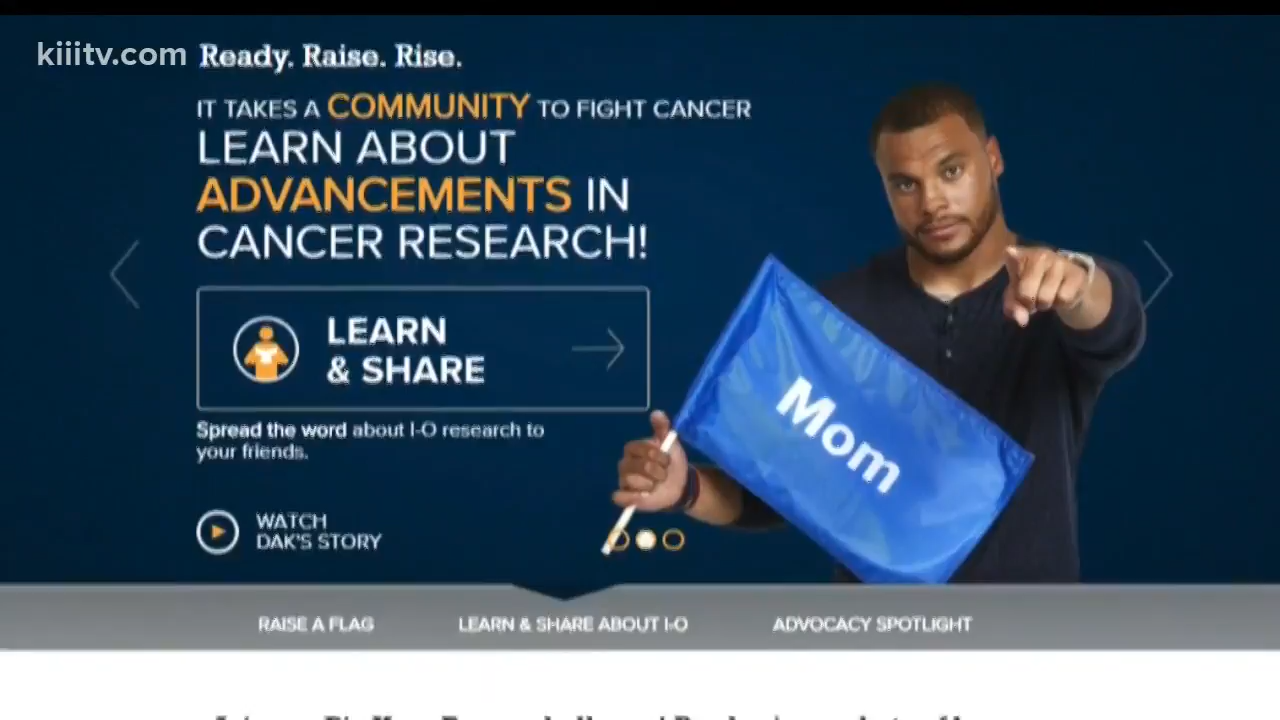 kiiitv.com
Ready. Raise. Rise.
IT TAKES A COMMUNITY TO FIGHT CANCER
LEARN ABOUT
ADVANCEMENTS IN
CANCER RESEARCH!
LEARN
& SHARE
Spread the word about I-O research to
your friends.
WATCH
DAK'S STORY
Mom
RAISE A FLAG
LEARN & SHARE ABOUT I-O
ADVOCACY SPOTLIGHT